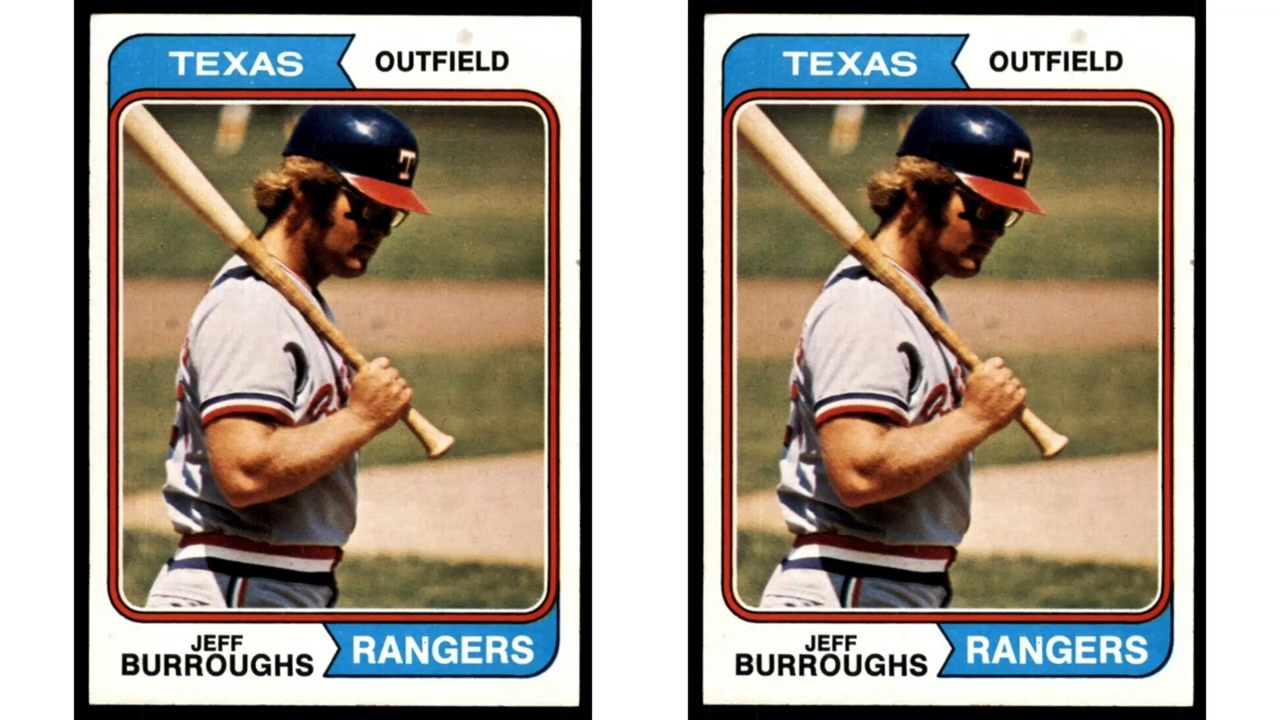 TEXAS OUTFIELD
T
JEFF
BURROUGHS
RANGERS
TEXAS OUTFIELD
T
JEFF
BURROUGHS
RANGERS